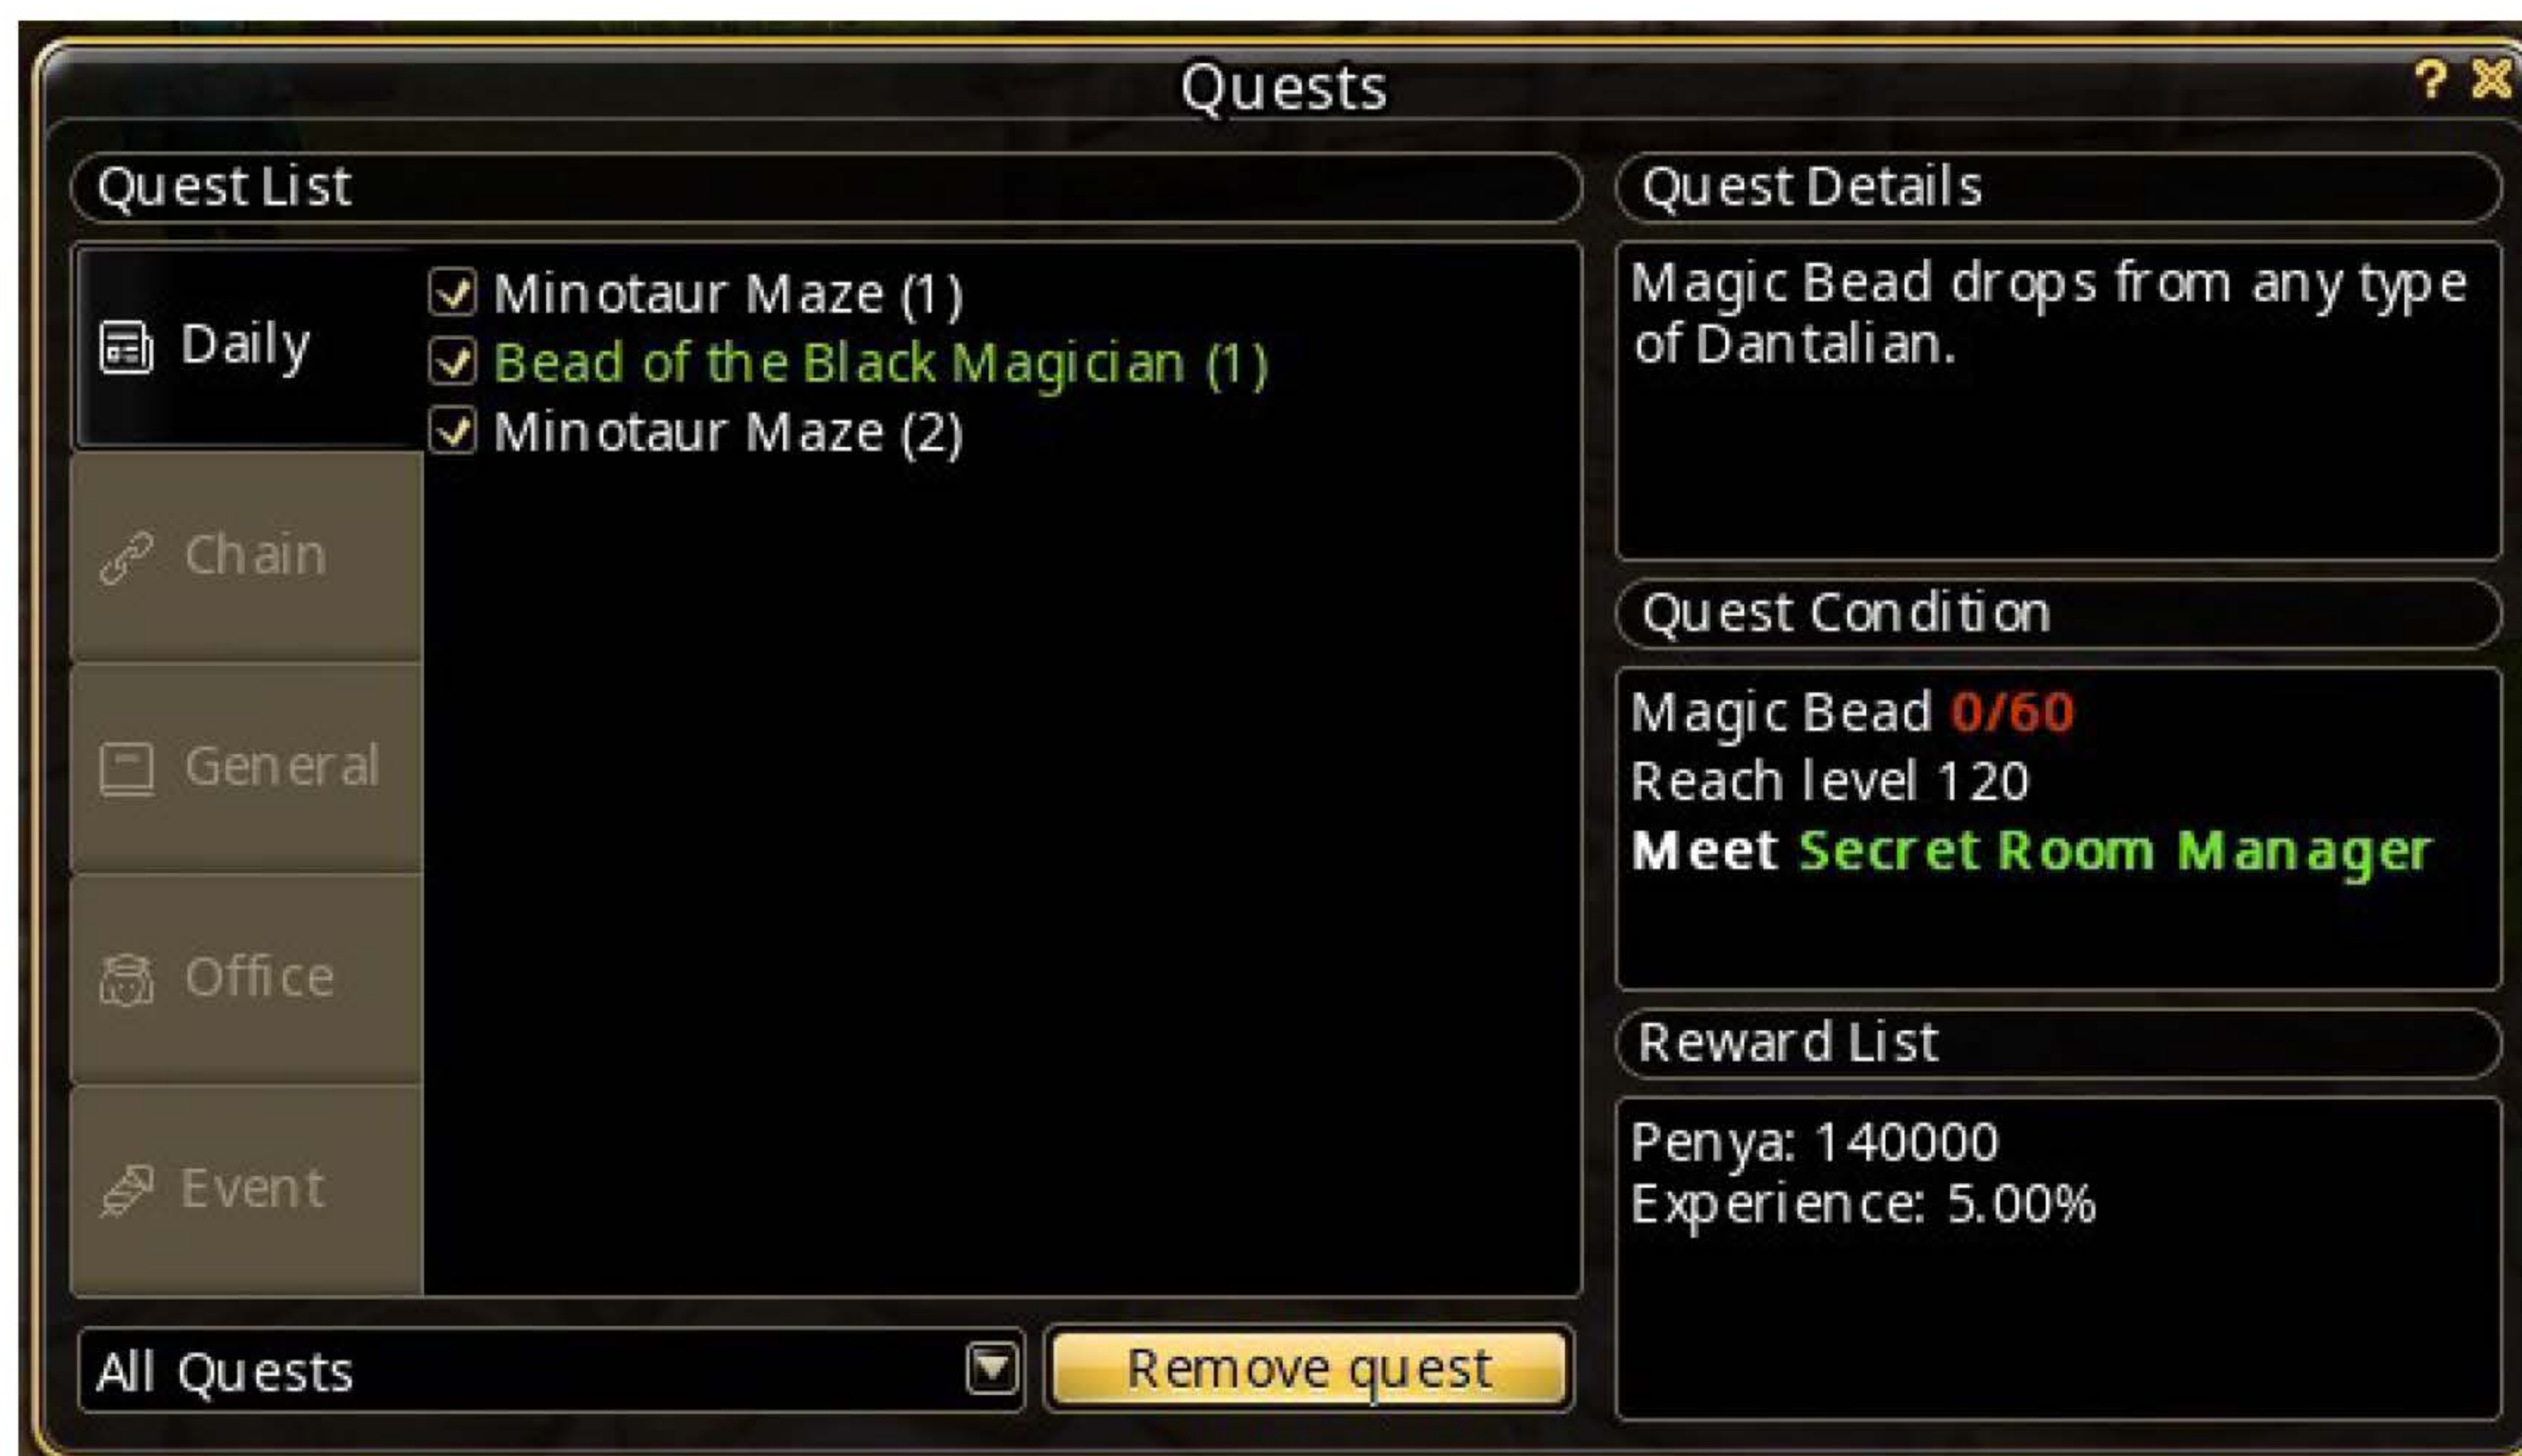 Quests
?
Quest List
Daily
Chain
General
Office
Event
Minotaur Maze (1)
Bead of the Black Magician (1)
Minotaur Maze (2)
All Quests
Remove quest
Quest Details
Magic Bead drops from any type
of Dantalian.
Quest Condition
Magic Bead 0/60
Reach level 120
Meet Secret Room Manager
Reward List
Penya: 140000
Experience: 5.00%